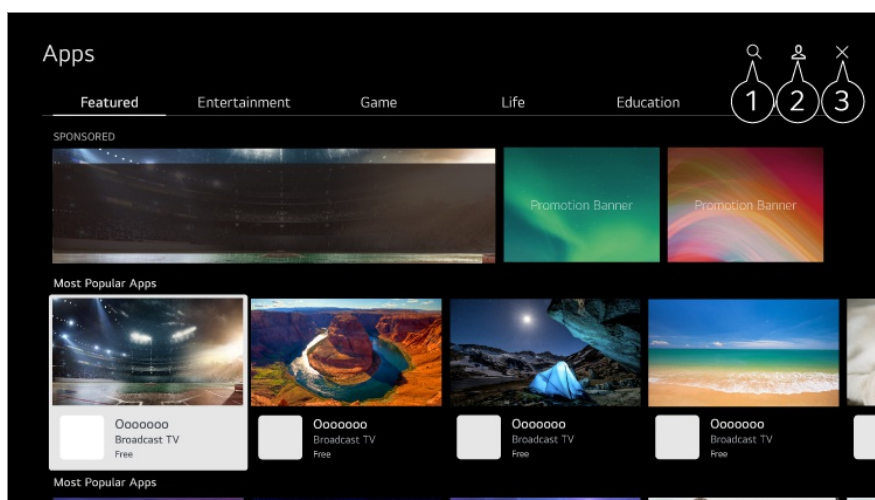 Apps
1 2 3
Featured Entertainment Game Life Education
SPONSORED
Promotion Banner Promotion Banner
Most Popular Apps
Ooooooo Ooooooo Ooooooo Ooooooo
Broadcast TV Broadcast TV Broadcast TV Broadcast TV
Free Free Free Free
Most Popular Apps